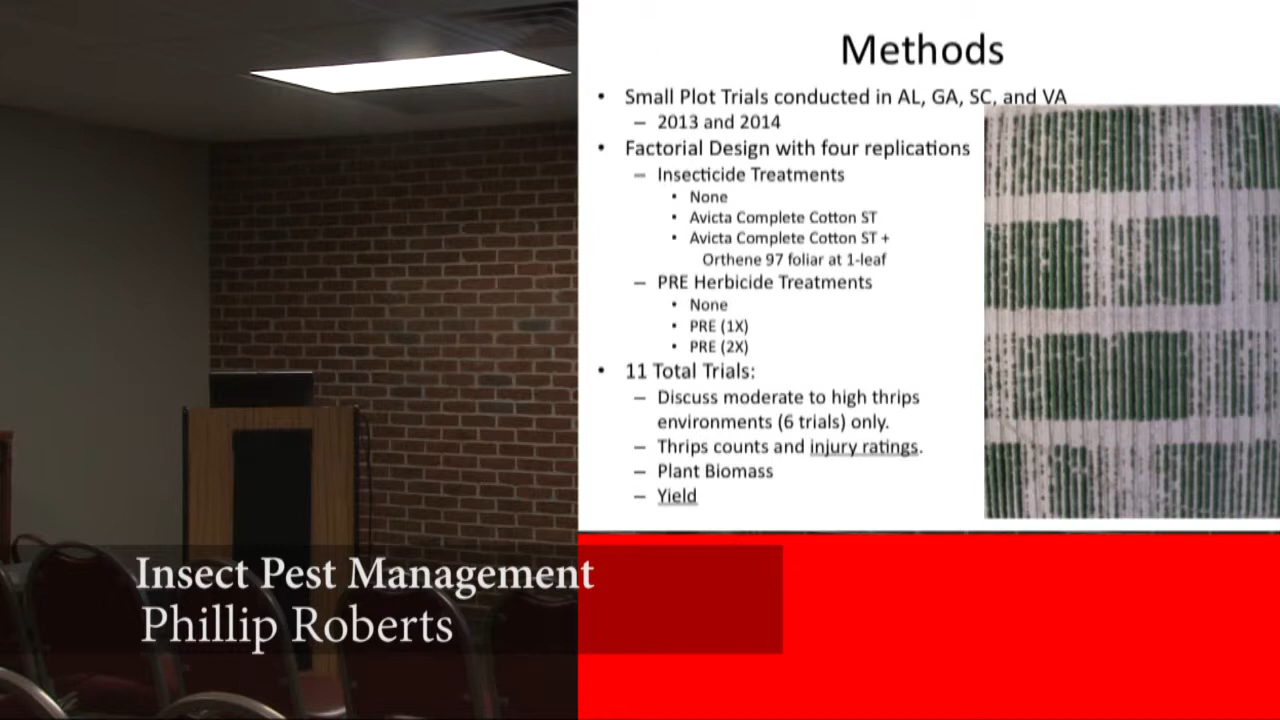 Methods
• Small Plot Trials conducted in AL, GA, SC, and VA
– 2013 and 2014
• Factorial Design with four replications
– Insecticide Treatments
• None
• Avicta Complete Cotton ST
• Avicta Complete Cotton ST +
Orthene 97 foliar at 1-leaf
– PRE Herbicide Treatments
• None
• PRE (1X)
• PRE (2X)
• 11 Total Trials:
– Discuss moderate to high thrips
environments (6 trials) only.
– Thrips counts and injury ratings.
– Plant Biomass
– Yield
Insect Pest Management
Phillip Roberts